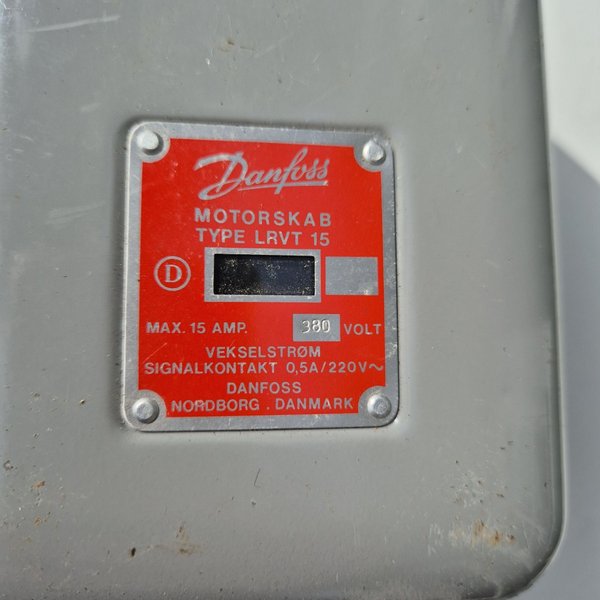 Danfoss
MOTORSKAB
TYPE LRVT 15
D
MAX. 15 AMP. 380 VOLT
VEKSELSTRØM
SIGNALKONTAKT 0,5A/220V~
DANFOSS
NORDBORG . DANMARK